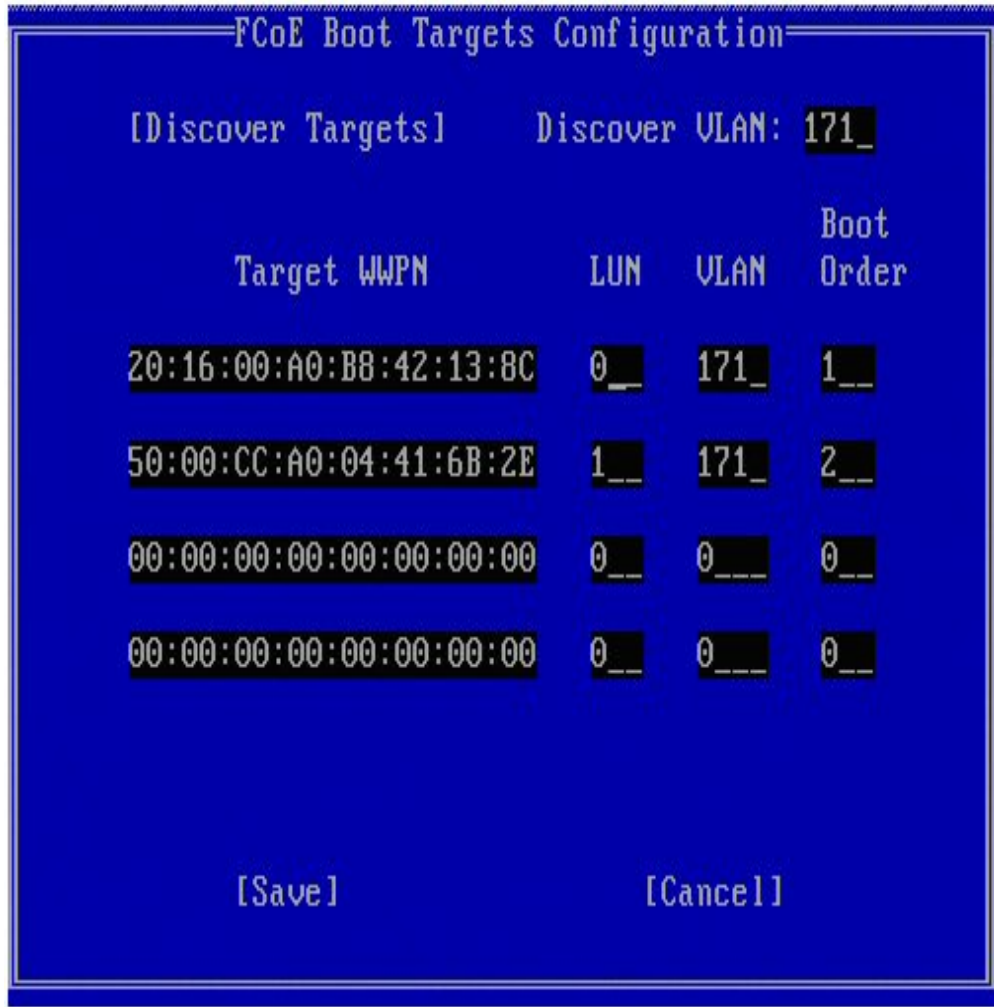 FCoE Boot Targets Configuration
[Discover Targets] Discover VLAN: 171_
Boot
Target WWPN LUN VLAN Order
20:16:00:A0:B8:42:13:8C 0__ 171_ 1__
50:00:CC:A0:04:41:6B:2E 1__ 171_ 2__
00:00:00:00:00:00:00:00 0__ 0___ 0__
00:00:00:00:00:00:00:00 0__ 0___ 0__
[Save] [Cancel]